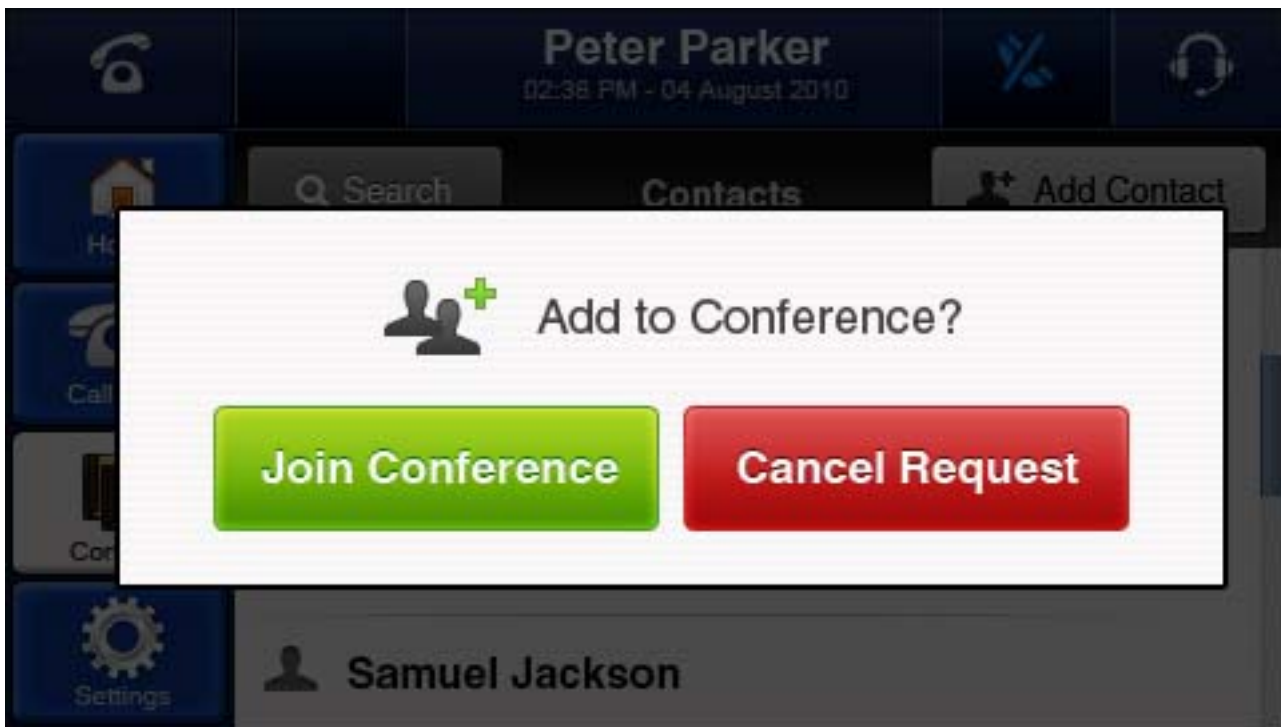 Peter Parker
02:38 PM - 04 August 2010
Search
Contacts
Add Contact
Add to Conference?
Join Conference
Cancel Request
Call
Settings
Samuel Jackson